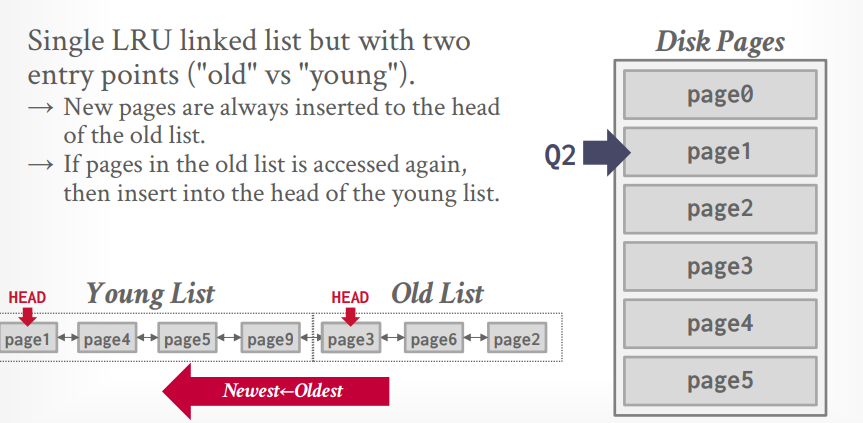 Single LRU linked list but with two
entry points ("old" vs "young").
→ New pages are always inserted to the head
of the old list.
→ If pages in the old list is accessed again,
then insert into the head of the young list.
Disk Pages
page0
Q2
page1
page2
page3
page4
page5
HEAD Young List HEAD Old List
page1 page4 page5 page9 page3 page6 page2
Newest←Oldest